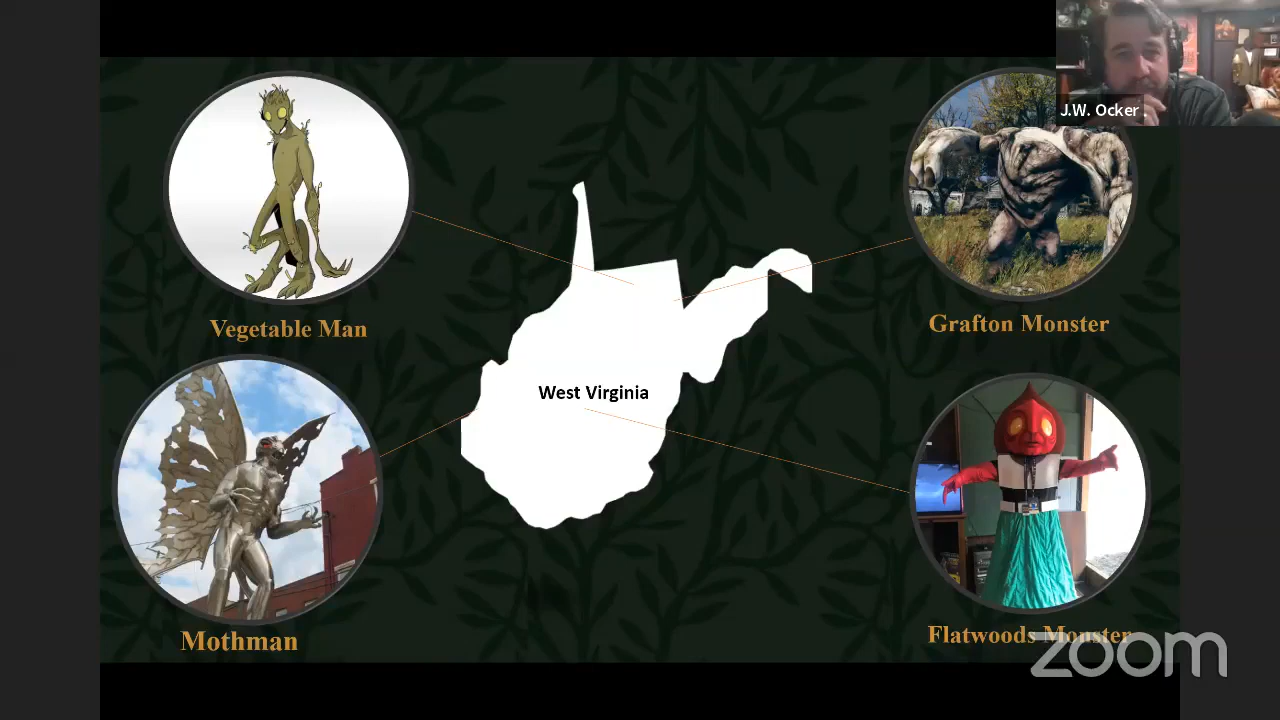 J.W. Ocker
Vegetable Man
Grafton Monster
West Virginia
Mothman
Flatwoods Monster
zoom